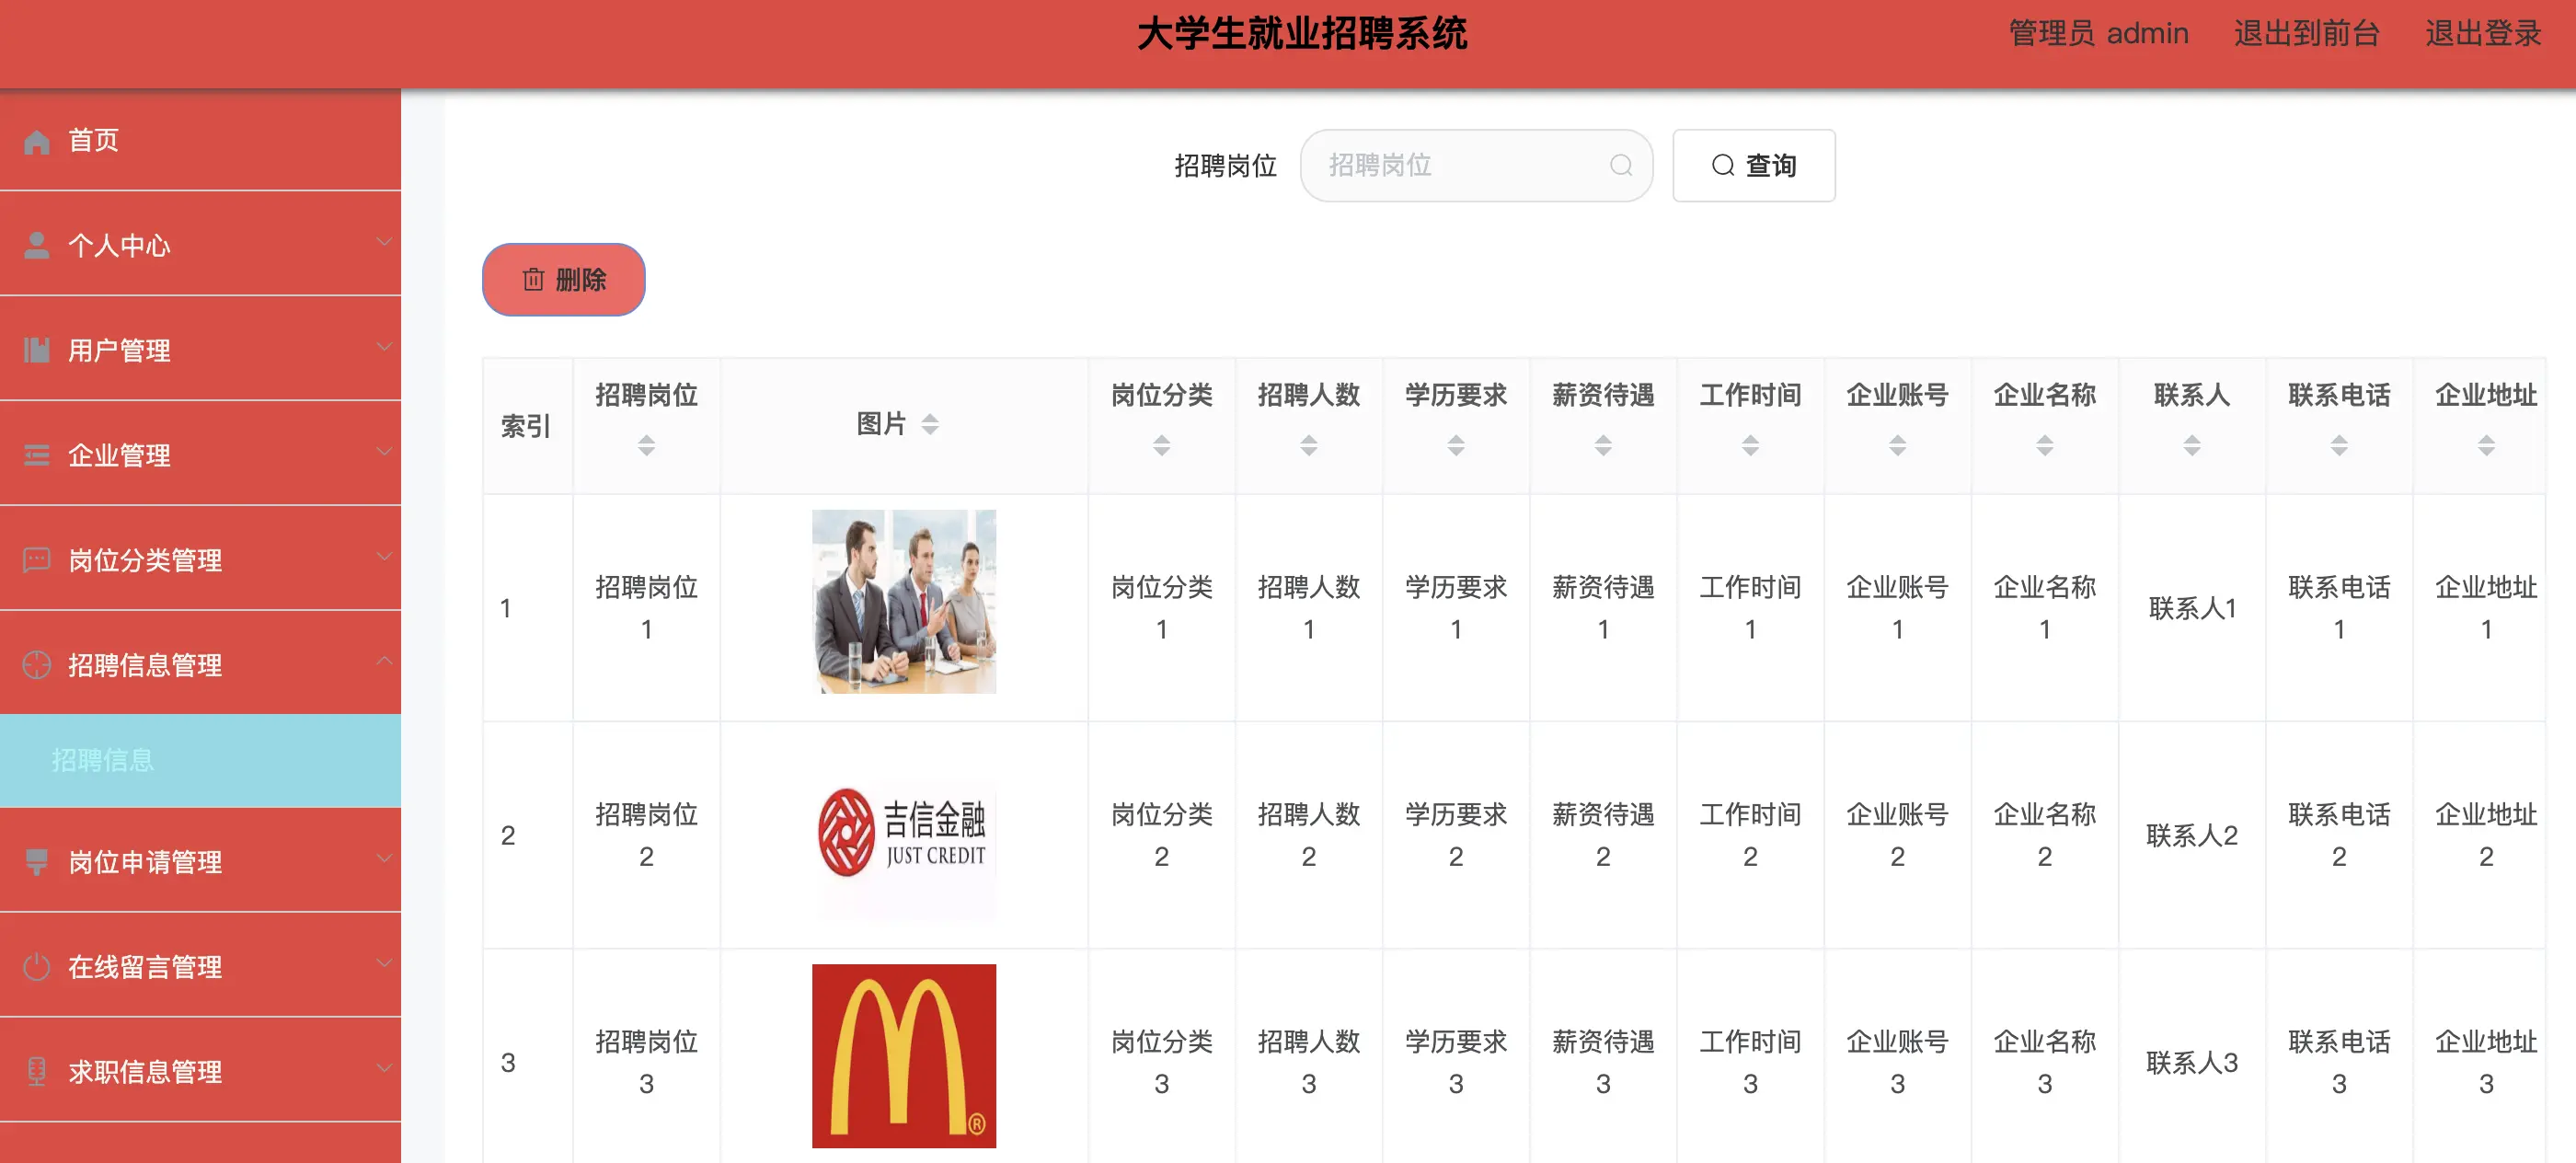 大学生就业招聘系统
管理员 admin 退出到前台 退出登录
首页
个人中心
用户管理
企业管理
岗位分类管理
招聘信息管理
招聘信息
岗位申请管理
在线留言管理
求职信息管理
招聘岗位 招聘岗位 查询
删除
索引 招聘岗位 图片 岗位分类 招聘人数 学历要求 薪资待遇 工作时间 企业账号 企业名称 联系人 联系电话 企业地址
1 招聘岗位1 岗位分类1 招聘人数1 学历要求1 薪资待遇1 工作时间1 企业账号1 企业名称1 联系人1 联系电话1 企业地址1
2 招聘岗位2 吉信金融 JUST CREDIT 岗位分类2 招聘人数2 学历要求2 薪资待遇2 工作时间2 企业账号2 企业名称2 联系人2 联系电话2 企业地址2
3 招聘岗位3 M® 岗位分类3 招聘人数3 学历要求3 薪资待遇3 工作时间3 企业账号3 企业名称3 联系人3 联系电话3 企业地址3